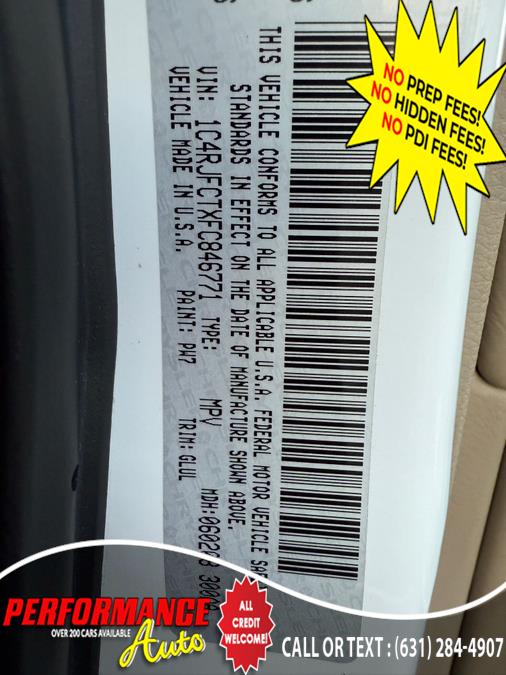 THIS VEHICLE CONFORMS TO ALL APPLICABLE U.S.A. FEDERAL MOTOR VEHICLE SAF
STANDARDS IN EFFECT ON THE DATE OF MANUFACTURE SHOWN ABOVE.
VIN: 1C4RJFCTXFC846771 TYPE: MPV MDH:
VEHICLE MADE IN U.S.A. PAINT: PW7 TRIM: GLUL
NO PREP FEES!
NO HIDDEN FEES!
NO PDI FEES!
PERFORMANCE
OVER 200 CARS AVAILABLE
Auto
ALL
CREDIT
WELCOME!
CALL OR TEXT : (631) 284-4907